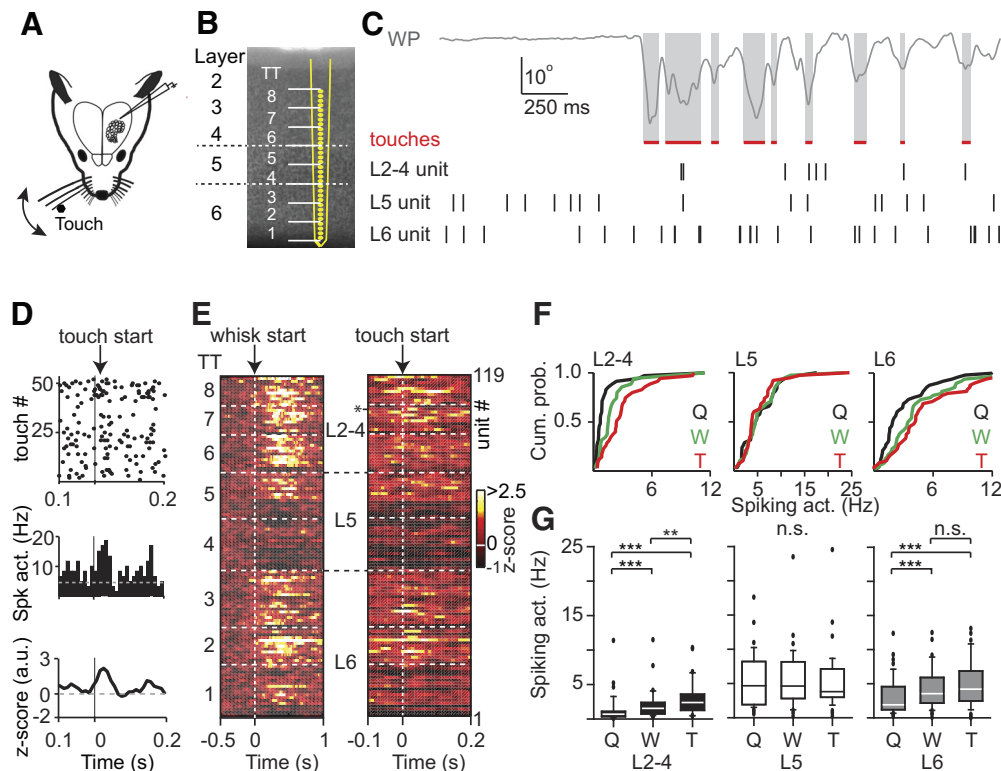 A
Touch
B
Layer
TT
2
3
4
5
6
8
7
6
5
4
3
2
1
C
WP
10°
250 ms
touches
L2-4 unit
L5 unit
L6 unit
D
touch start
touch #
50
25
0.1
0.2
Spk act. (Hz)
20
10
z-score (a.u.)
2
0
-2
-0.1
0
0.2
Time (s)
E
whisk start
touch start
TT
8
7
6
5
4
3
2
1
L2-4
L5
L6
*
119
unit #
1
>2.5
-1
z-score
-0.5
0
1
Time (s)
-0.1
0
0.2
Time (s)
F
Cum. prob.
1.0
0.5
L2-4
Q
W
T
6
12
L5
Q
W
T
5
15
25
L6
Q
W
T
6
12
Spiking act. (Hz)
G
Spiking act. (Hz)
25
15
5
***
**
***
n.s.
***
n.s.
***
Q W T
L2-4
Q W T
L5
Q W T
L6